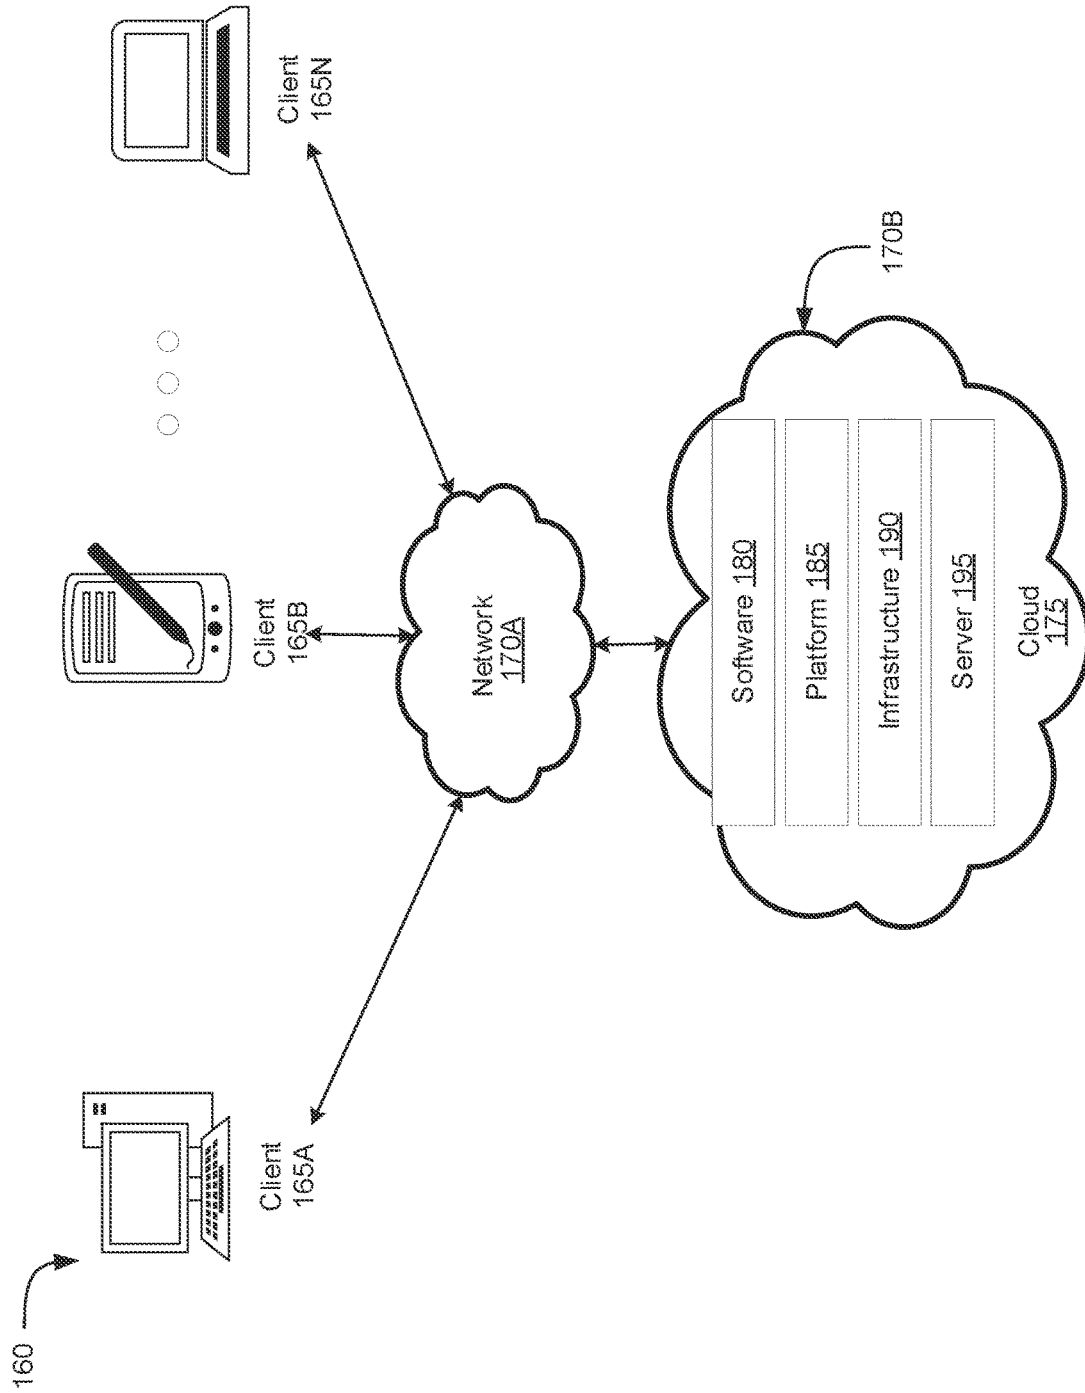 160
Client
165A
Client
165B
Client
165N
Network
170A
170B
Software 180
Platform 185
Infrastructure 190
Server 195
Cloud
175